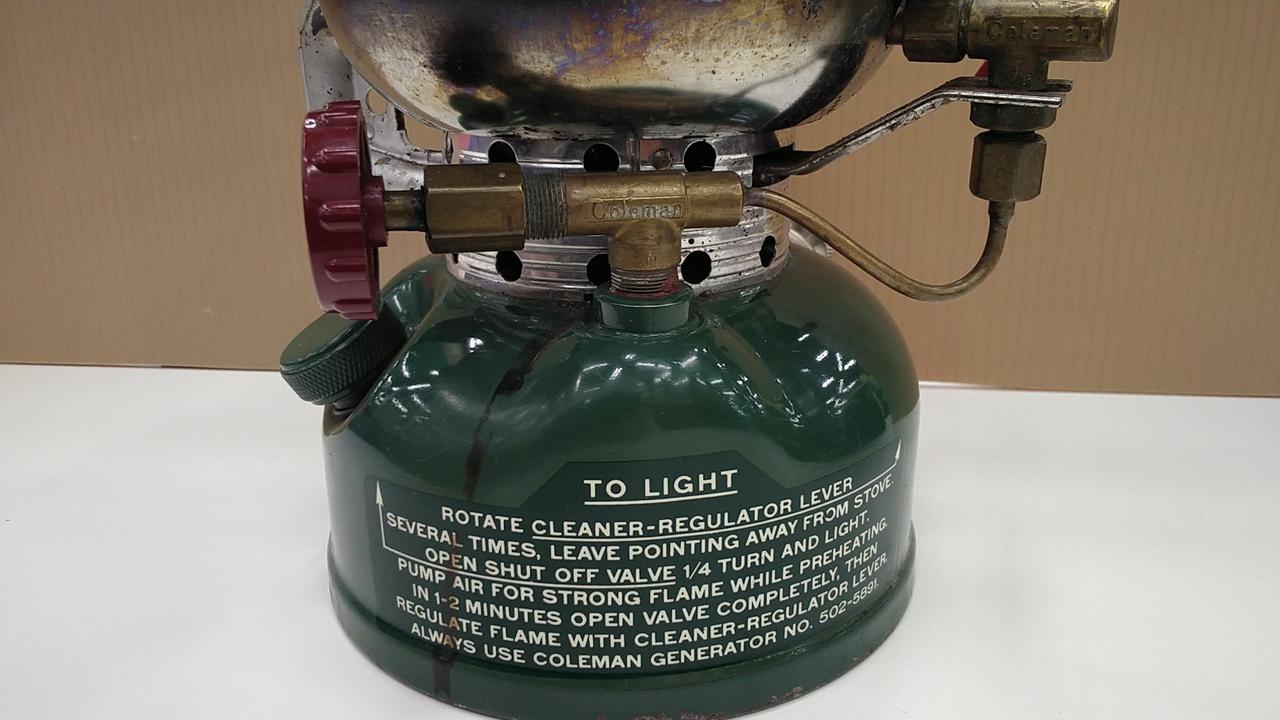 Coleman
Coleman
TO LIGHT
ROTATE CLEANER-REGULATOR LEVER
SEVERAL TIMES, LEAVE POINTING AWAY FROM STOVE.
OPEN SHUT OFF VALVE 1/4 TURN AND LIGHT.
PUMP AIR FOR STRONG FLAME WHILE PREHEATING.
IN 1-2 MINUTES OPEN VALVE COMPLETELY, THEN
REGULATE FLAME WITH CLEANER-REGULATOR LEVER.
ALWAYS USE COLEMAN GENERATOR NO. 502-5891.